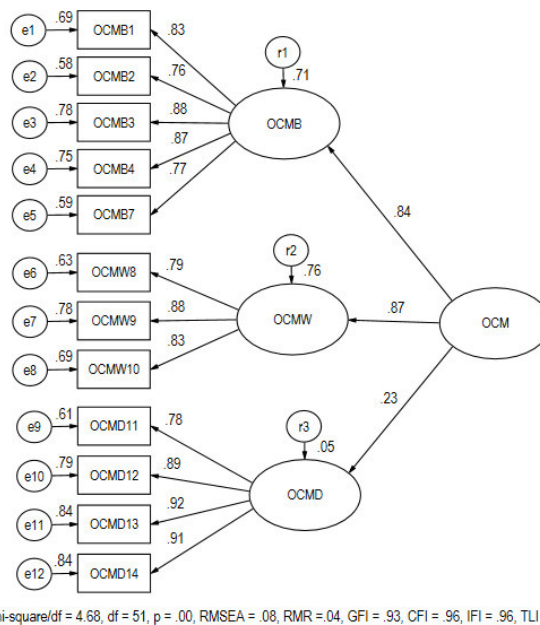 .69
e1
OCMB1
.83
.58
e2
OCMB2
.76
r1
.71
.78
e3
OCMB3
.88
OCMB
.75
e4
OCMB4
.87
.59
e5
OCMB7
.77
.84
r2
.76
.63
e6
OCMW8
.79
.78
e7
OCMW9
.88
OCMW
.87
OCM
.69
e8
OCMW10
.83
.23
r3
.05
.61
e9
OCMD11
.78
.79
e10
OCMD12
.89
OCMD
.84
e11
OCMD13
.92
.84
e12
OCMD14
.91
ni-square/df = 4.68, df = 51, p = .00, RMSEA = .08, RMR =.04, GFI = .93, CFI = .96, IFI = .96, TLI